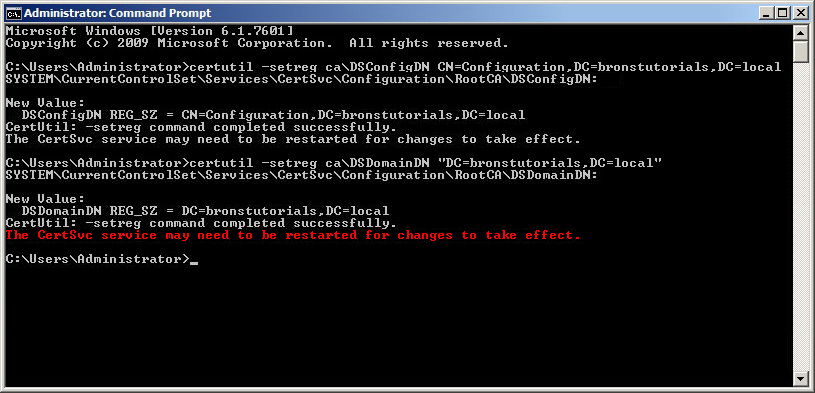 Administrator: Command Prompt
Microsoft Windows [Version 6.1.7601]
Copyright (c) 2009 Microsoft Corporation.  All rights reserved.
C:\Users\Administrator>certutil -setreg ca\DSConfigDN CN=Configuration,DC=bronstutorials,DC=local
SYSTEM\CurrentControlSet\Services\CertSvc\Configuration\RootCA\DSConfigDN:
New Value:
  DSConfigDN REG_SZ = CN=Configuration,DC=bronstutorials,DC=local
CertUtil: -setreg command completed successfully.
The CertSvc service may need to be restarted for changes to take effect.
C:\Users\Administrator>certutil -setreg ca\DSDomainDN "DC=bronstutorials,DC=local"
SYSTEM\CurrentControlSet\Services\CertSvc\Configuration\RootCA\DSDomainDN:
New Value:
  DSDomainDN REG_SZ = DC=bronstutorials,DC=local
CertUtil: -setreg command completed successfully.
The CertSvc service may need to be restarted for changes to take effect.
C:\Users\Administrator>_